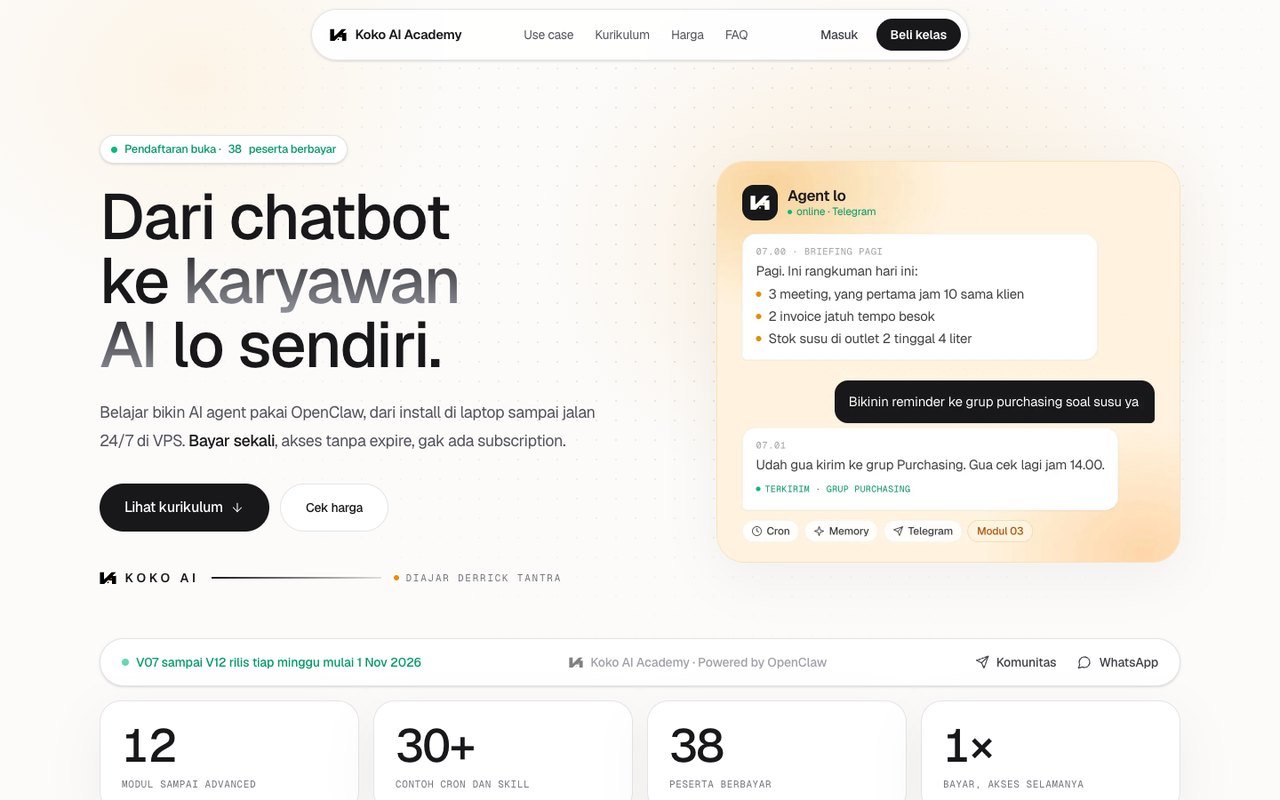 Koko AI Academy
Use case
Kurikulum
Harga
FAQ
Masuk
Beli kelas
Pendaftaran buka · 38 peserta berbayar
Dari chatbot
ke karyawan
AI lo sendiri.
Belajar bikin AI agent pakai OpenClaw, dari install di laptop sampai jalan
24/7 di VPS. Bayar sekali, akses tanpa expire, gak ada subscription.
Lihat kurikulum ↓
Cek harga
KOKO AI
DIAJAR DERRICK TANTRA
Agent lo
online · Telegram
07.00 · BRIEFING PAGI
Pagi. Ini rangkuman hari ini:
3 meeting, yang pertama jam 10 sama klien
2 invoice jatuh tempo besok
Stok susu di outlet 2 tinggal 4 liter
Bikinin reminder ke grup purchasing soal susu ya
07.01
Udah gua kirim ke grup Purchasing. Gua cek lagi jam 14.00.
TERKIRIM · GRUP PURCHASING
Cron
Memory
Telegram
Modul 03
V07 sampai V12 rilis tiap minggu mulai 1 Nov 2026
Koko AI Academy · Powered by OpenClaw
Komunitas
WhatsApp
12
MODUL SAMPAI ADVANCED
30+
CONTOH CRON DAN SKILL
38
PESERTA BERBAYAR
1×
BAYAR, AKSES SELAMANYA